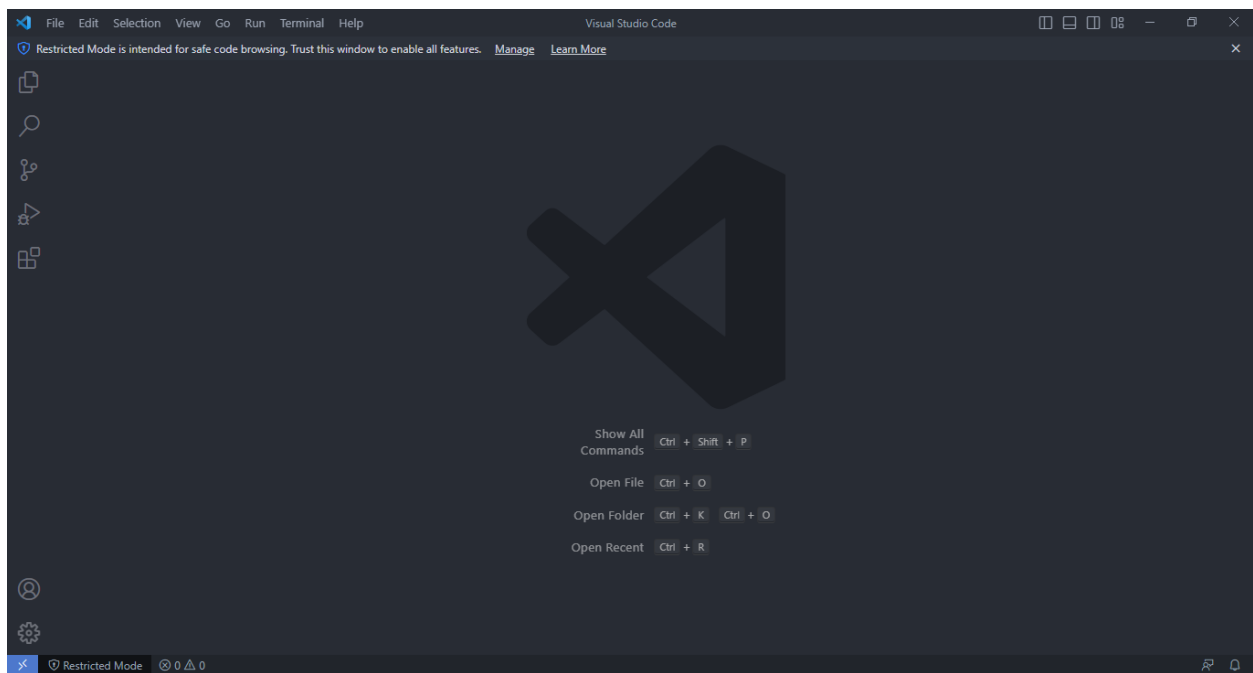 File Edit Selection View Go Run Terminal Help Visual Studio Code
Restricted Mode is intended for safe code browsing. Trust this window to enable all features. Manage Learn More
Show All
Commands Ctrl + Shift + P
Open File Ctrl + O
Open Folder Ctrl + K Ctrl + O
Open Recent Ctrl + R
Restricted Mode 0 0